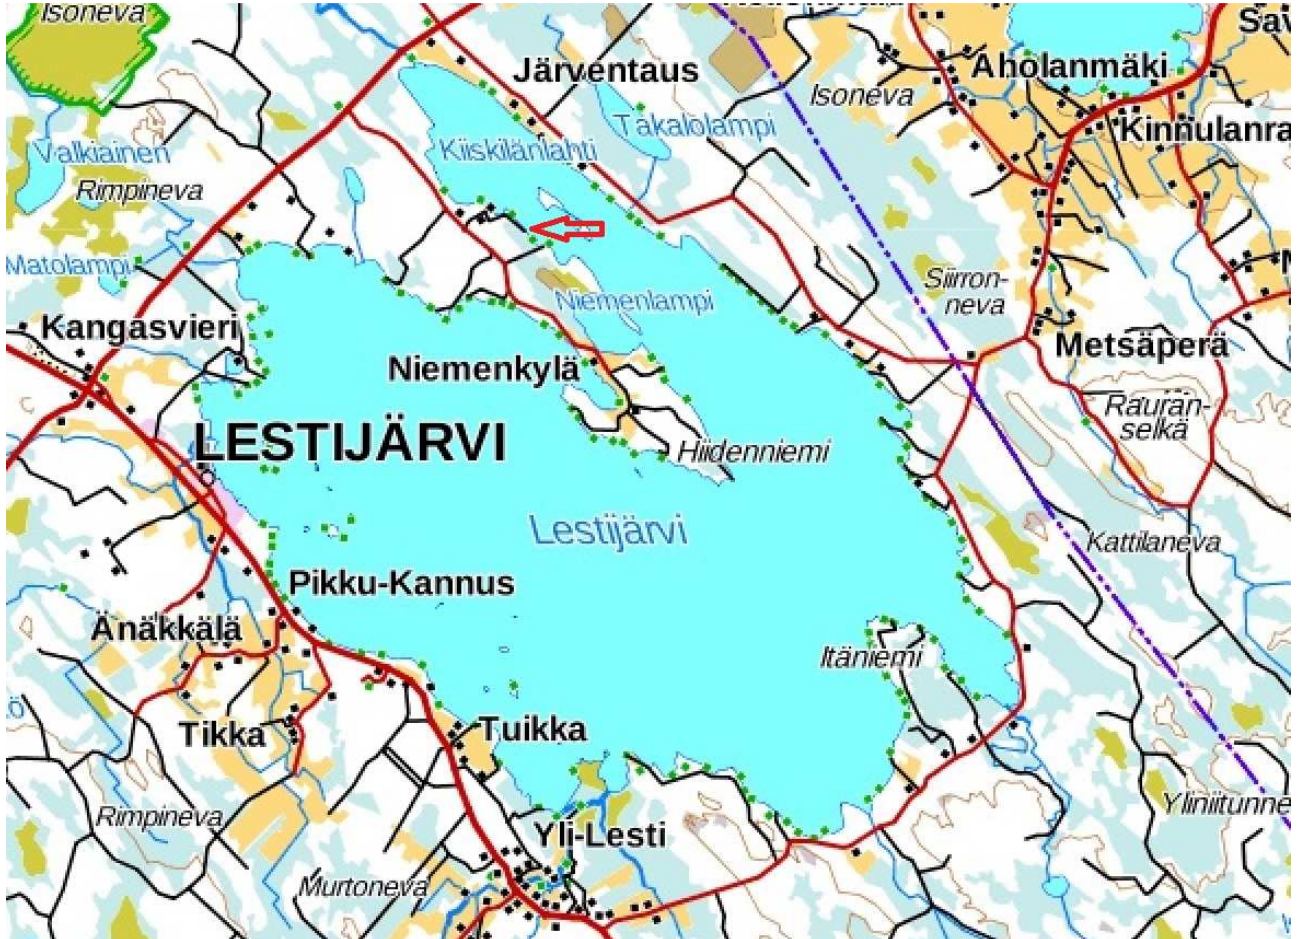 Isoneva
Järventaus
Aholanmäki
Isoneva
Takalolampi
Kinnulanra
Kiiskilänlahti
Valkiainen
Rimpineva
Matolampi
Siirron-
neva
Niemenlampi
Kangasvieri
Metsäperä
Niemenkylä
Rauran-
selkä
LESTIJÄRVI
Hiidenniemi
Lestijärvi
Kattilaneva
Pikku-Kannus
Änäkkälä
Itäniemi
Tikka
Tuikka
Yliniitunne
Rimpineva
Yli-Lesti
Murtoneva